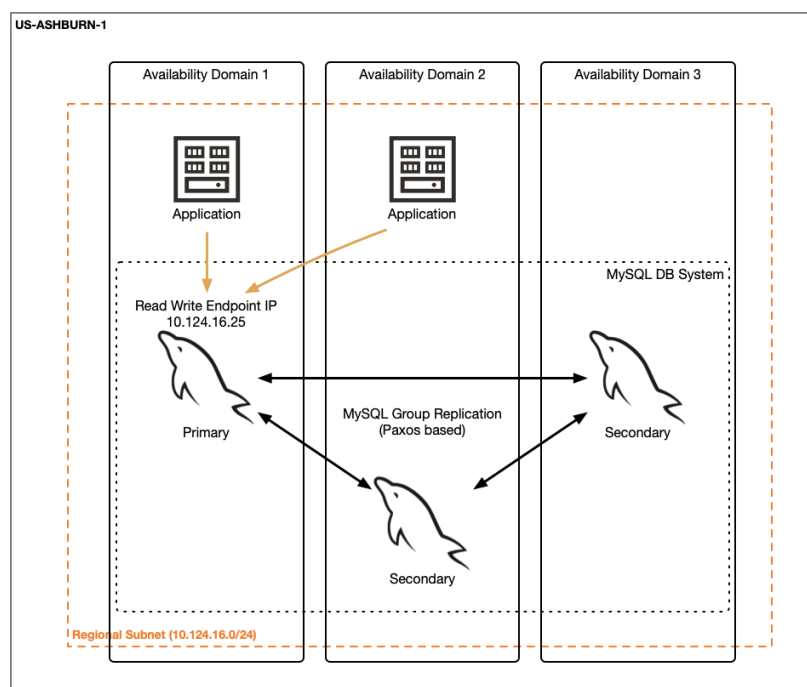 US-ASHBURN-1
Availability Domain 1
Availability Domain 2
Availability Domain 3
Application
Application
MySQL DB System
Read Write Endpoint IP
10.124.16.25
MySQL Group Replication
(Paxos based)
Primary
Secondary
Secondary
Regional Subnet (10.124.16.0/24)